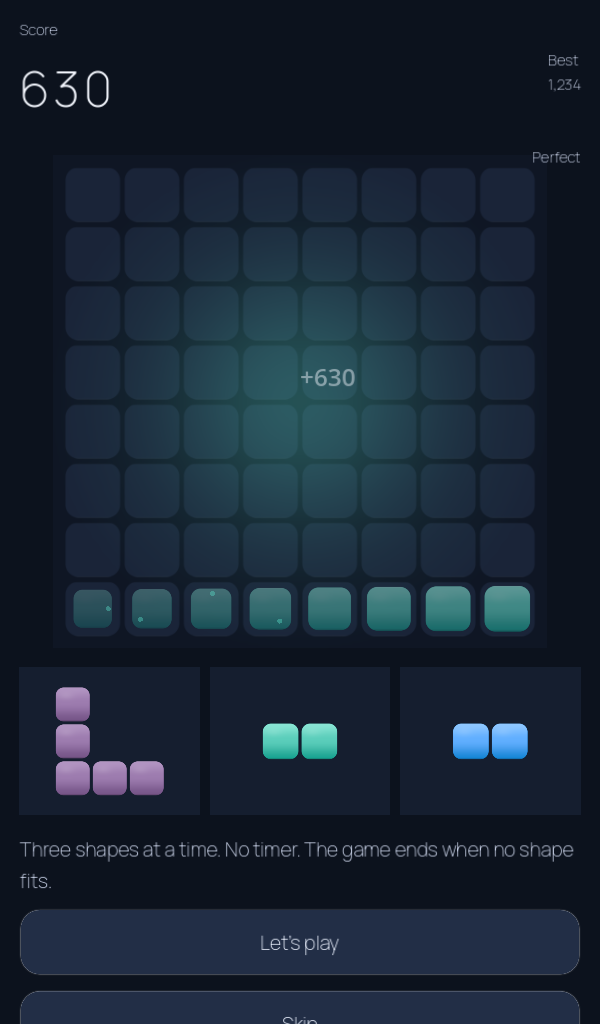 Score
630
Best
1,234
Perfect
+630
Three shapes at a time. No timer. The game ends when no shape
fits.
Let's play
Skip